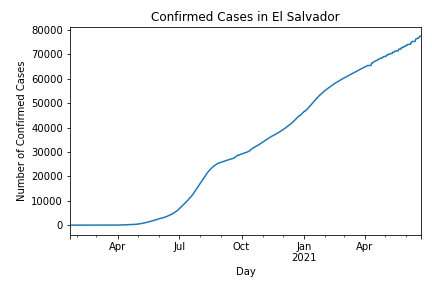 Confirmed Cases in El Salvador
Number of Confirmed Cases
80000
70000
60000
50000
40000
30000
20000
10000
0
Apr Jul Oct Jan Apr
2021
Day